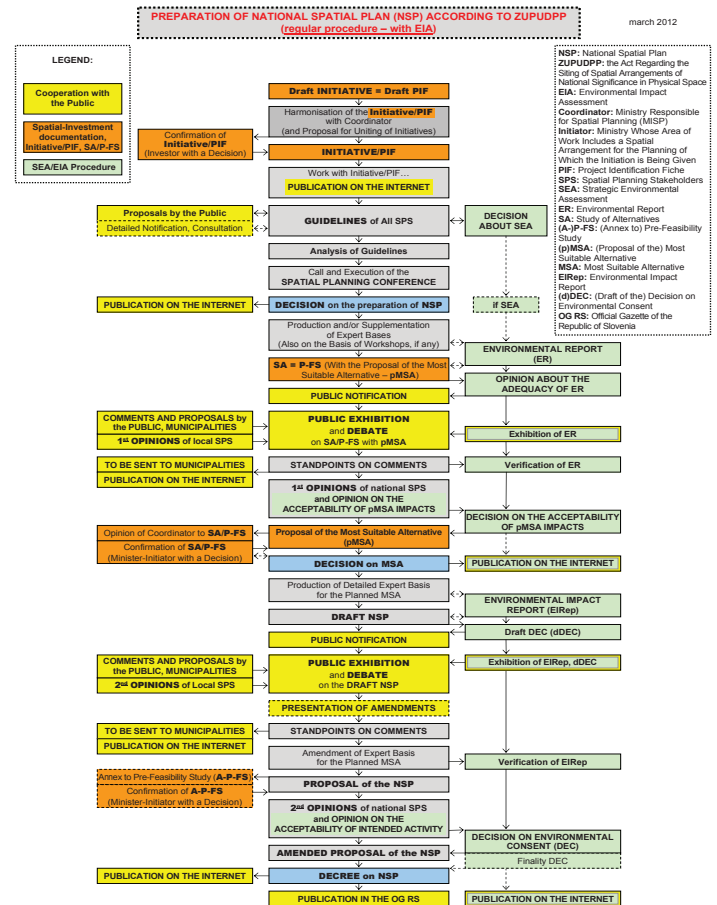 PREPARATION OF NATIONAL SPATIAL PLAN (NSP) ACCORDING TO ZUPUDPP
(regular procedure – with EIA)
march 2012
LEGEND:
Cooperation with
the Public
Spatial-Investment
documentation,
Initiative/PIF, SA/P-FS
SEA/EIA Procedure
NSP: National Spatial Plan
ZUPUDPP: the Act Regarding the
Siting of Spatial Arrangements of
National Significance in Physical Space
EIA: Environmental Impact
Assessment
Coordinator: Ministry Responsible
for Spatial Planning (MISP)
Initiator: Ministry Whose Area of
Work Includes a Spatial
Arrangement for the Planning of
Which the Initiation is Being Given
PIF: Project Identification Fiche
SPS: Spatial Planning Stakeholders
SEA: Strategic Environmental
Assessment
ER: Environmental Report
SA: Study of Alternatives
(A-)P-FS: (Annex to) Pre-Feasibility
Study
(p)MSA: (Proposal of the) Most
Suitable Alternative
MSA: Most Suitable Alternative
EIRep: Environmental Impact
Report
(d)DEC: (Draft of the) Decision on
Environmental Consent
OG RS: Official Gazette of the
Republic of Slovenia
Draft INITIATIVE = Draft PIF
Harmonisation of the Initiative/PIF
with Coordinator
(and Proposal for Uniting of Initiatives)
Confirmation of
Initiative/PIF
(Investor with a Decision)
INITIATIVE/PIF
Work with Initiative/PIF...
PUBLICATION ON THE INTERNET
Proposals by the Public
Detailed Notification, Consultation
GUIDELINES of All SPS
DECISION
ABOUT SEA
Analysis of Guidelines
Call and Execution of the
SPATIAL PLANNING CONFERENCE
PUBLICATION ON THE INTERNET
DECISION on the preparation of NSP
if SEA
Production and/or Supplementation
of Expert Bases
(Also on the Basis of Workshops, if any)
ENVIRONMENTAL REPORT
(ER)
SA = P-FS (With the Proposal of the Most
Suitable Alternative – pMSA)
OPINION ABOUT THE
ADEQUACY OF ER
PUBLIC NOTIFICATION
COMMENTS AND PROPOSALS by
the PUBLIC, MUNICIPALITIES
1st OPINIONS of local SPS
PUBLIC EXHIBITION
and DEBATE
on SA/P-FS with pMSA
Exhibition of ER
TO BE SENT TO MUNICIPALITIES
PUBLICATION ON THE INTERNET
STANDPOINTS ON COMMENTS
Verification of ER
1st OPINIONS of national SPS
and OPINION ON THE
ACCEPTABILITY OF pMSA IMPACTS
DECISION ON THE ACCEPTABILITY
OF pMSA IMPACTS
Opinion of Coordinator to SA/P-FS
Confirmation of SA/P-FS
(Minister-Initiator with a Decision)
Proposal of the Most Suitable Alternative
(pMSA)
DECISION on MSA
PUBLICATION ON THE INTERNET
Production of Detailed Expert Basis
for the Planned MSA
ENVIRONMENTAL IMPACT
REPORT (EIRep)
DRAFT NSP
Draft DEC (dDEC)
PUBLIC NOTIFICATION
COMMENTS AND PROPOSALS by
the PUBLIC, MUNICIPALITIES
2nd OPINIONS of Local SPS
PUBLIC EXHIBITION
and DEBATE
on the DRAFT NSP
Exhibition of EIRep, dDEC
PRESENTATION OF AMENDMENTS
TO BE SENT TO MUNICIPALITIES
PUBLICATION ON THE INTERNET
STANDPOINTS ON COMMENTS
Amendment of Expert Basis
for the Planned MSA
Verification of EIRep
Annex to Pre-Feasibility Study (A-P-FS)
Confirmation of A-P-FS
(Minister-Initiator with a Decision)
PROPOSAL of the NSP
2nd OPINIONS of national SPS
and OPINION ON THE
ACCEPTABILITY OF INTENDED ACTIVITY
DECISION ON ENVIRONMENTAL
CONSENT (DEC)
Finality DEC
AMENDED PROPOSAL of the NSP
PUBLICATION ON THE INTERNET
DECREE on NSP
PUBLICATION IN THE OG RS
PUBLICATION ON THE INTERNET